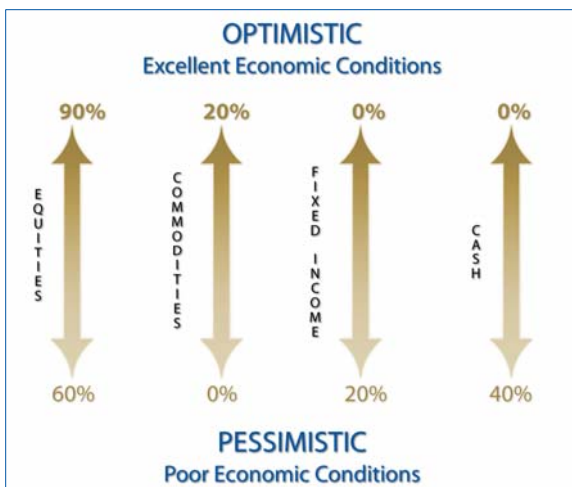 OPTIMISTIC
Excellent Economic Conditions
90% 20% 0% 0%
EQUITIES
COMMODITIES
FIXED INCOME
CASH
60% 0% 20% 40%
PESSIMISTIC
Poor Economic Conditions